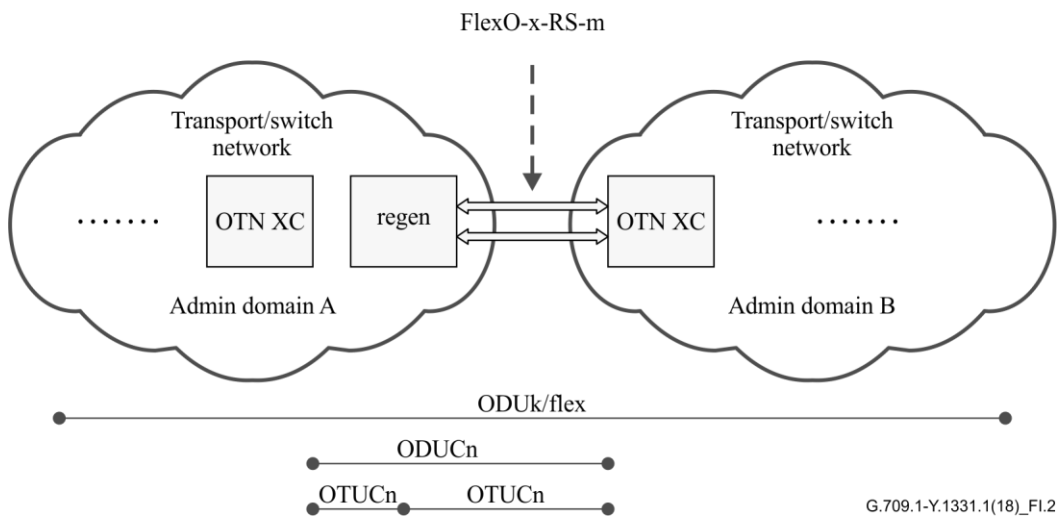 FlexO-x-RS-m
Transport/switch
network
Transport/switch
network
.......
OTN XC
regen
OTN XC
.......
Admin domain A
Admin domain B
ODUk/flex
ODUCn
OTUCn
OTUCn
G.709.1-Y.1331.1(18)_FI.2